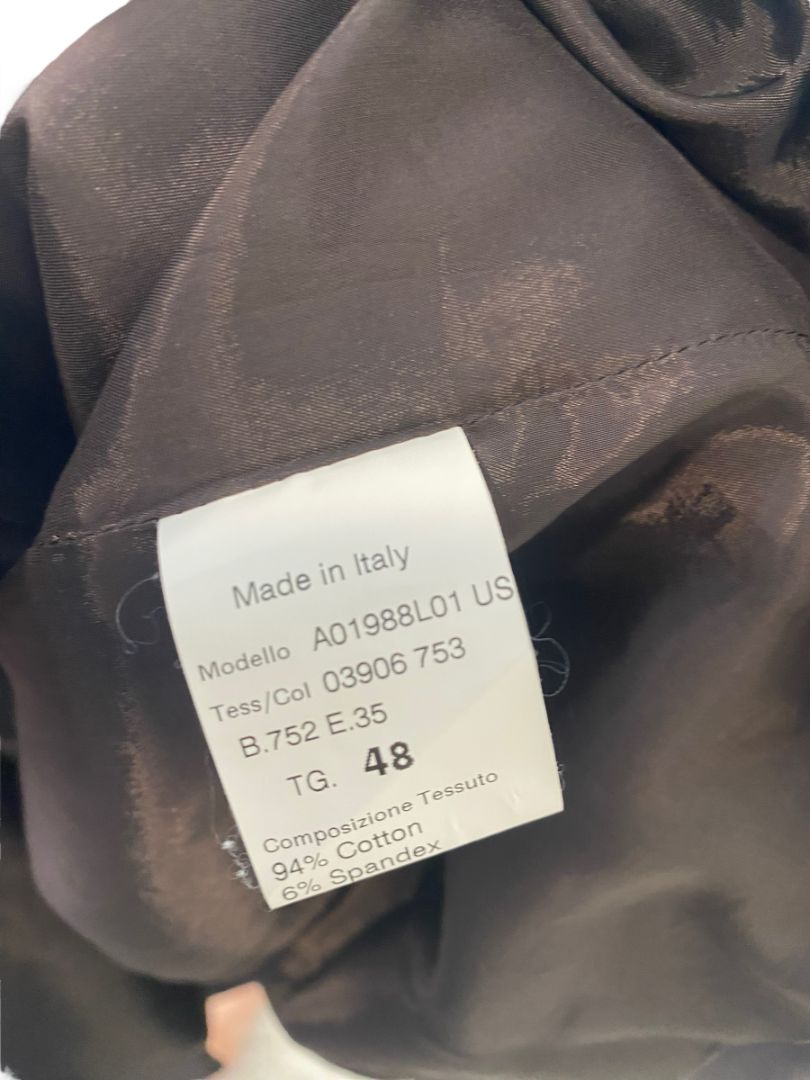 Made in Italy
Modello A01988L01 US
Tess/Col 03906 753
B.752 E.35
TG. 48
Composizione Tessuto
94% Cotton
6% Spandex